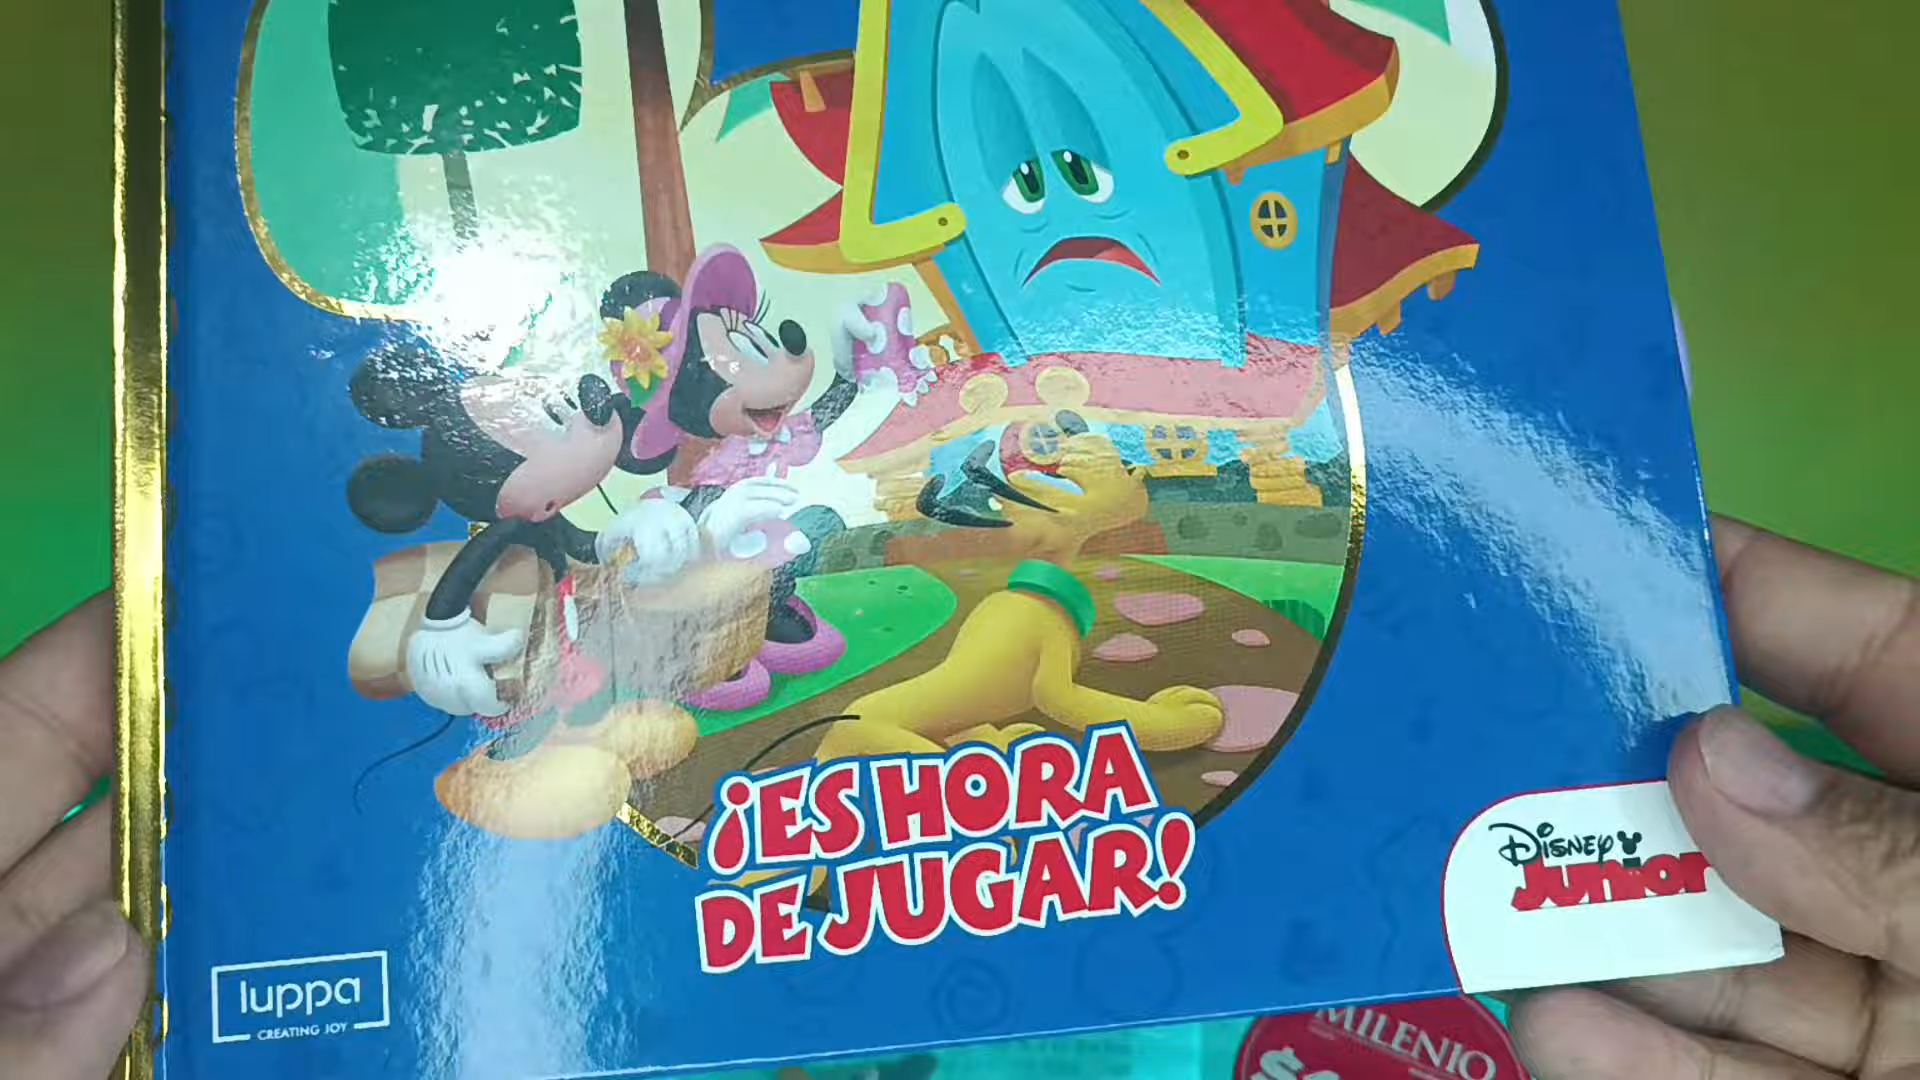 ¡ES HORA
DE JUGAR!
Disney
Junior
luppa
CREATING JOY
MILENIO